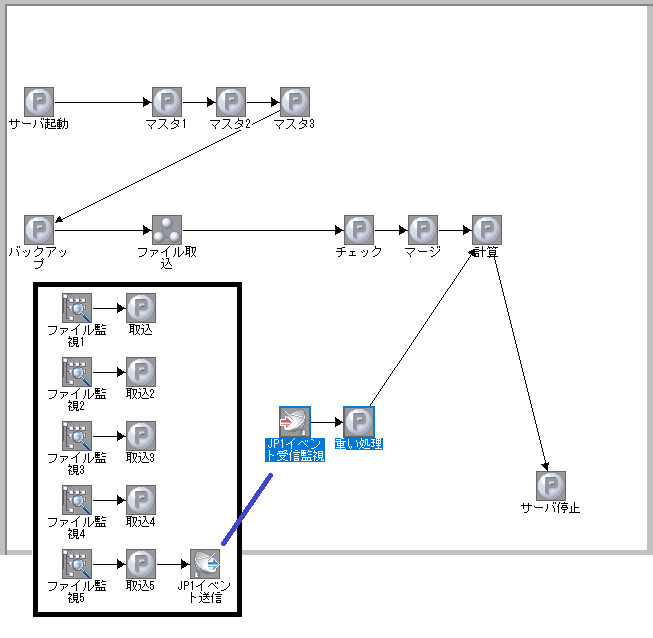 サーバ起動
マスタ1
マスタ2
マスタ3
バックアッ
プ
ファイル取
込
チェック
マージ
計算
ファイル監
視1
取込
ファイル監
視2
取込2
ファイル監
視3
取込3
JP1イベン
ト受信監視
重い処理
ファイル監
視4
取込4
サーバ停止
ファイル監
視5
取込5
JP1イベン
ト送信